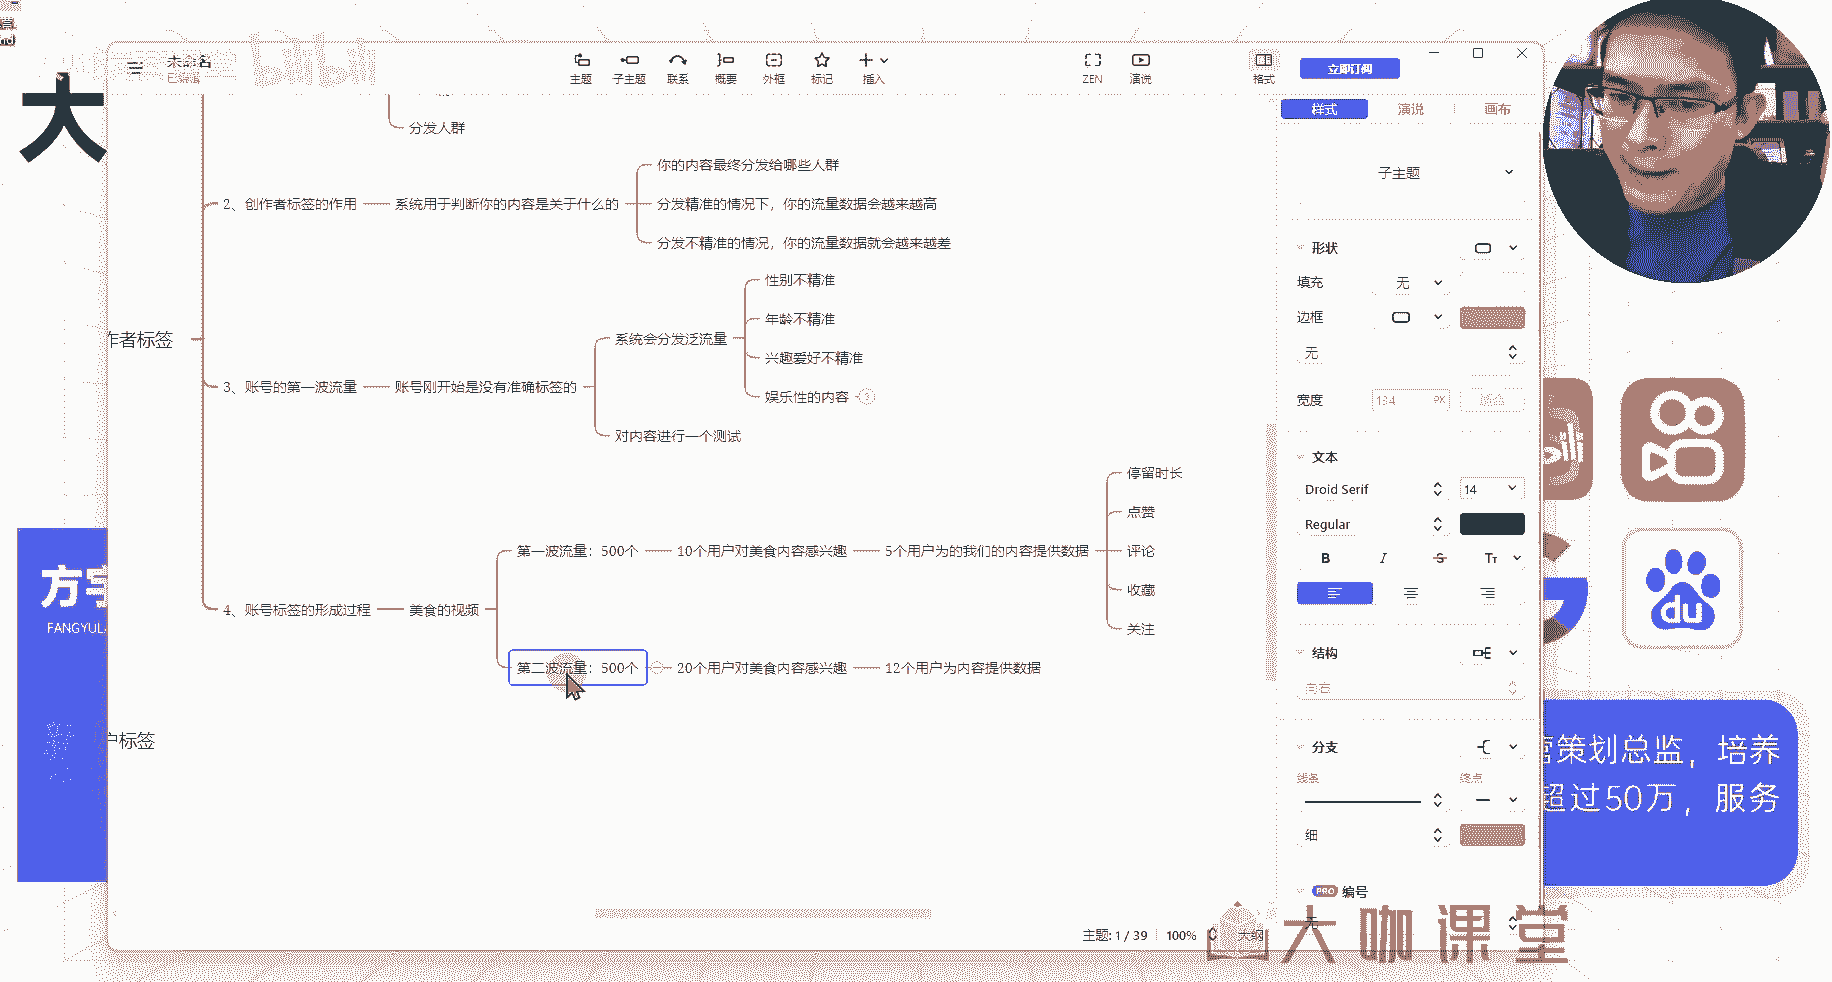 大
未命名
已编辑
bilibili
主题
子主题
联系
概要
外框
标记
插入
ZEN
演说
格式
立即订阅
样式
演说
画布
分发人群
2、创作者标签的作用
系统用于判断你的内容是关于什么的
你的内容最终分发给哪些人群
分发精准的情况下，你的流量数据会越来越高
分发不精准的情况，你的流量数据就会越来越差
作者标签
3、账号的第一波流量
账号刚开始是没有准确标签的
系统会分发泛流量
性别不精准
年龄不精准
兴趣爱好不精准
娱乐性的内容
对内容进行一个测试
4、账号标签的形成过程
美食的视频
第一波流量：500个
10个用户对美食内容感兴趣
5个用户为的我们的内容提供数据
停留时长
点赞
评论
收藏
关注
第二波流量：500个
20个用户对美食内容感兴趣
12个用户为内容提供数据
户标签
子主题
形状
填充
无
边框
无
宽度
194
PX
文本
Droid Serif
14
Regular
B
I
S
Tт
结构
向右
分支
线条
终点
细
PRO
编号
无
主题: 1 / 39
100%
大纲
大咖课堂
方宇
FANGYUL
du
营策划总监，培养
超过50万，服务